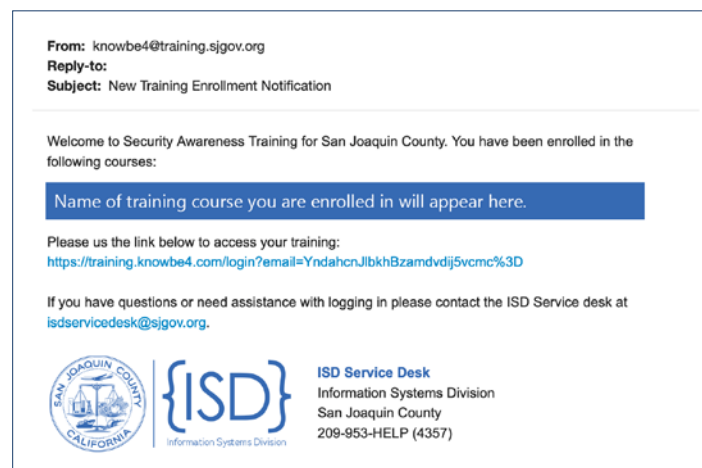 From: knowbe4@training.sjgov.org
Reply-to:
Subject: New Training Enrollment Notification
Welcome to Security Awareness Training for San Joaquin County. You have been enrolled in the
following courses:
Name of training course you are enrolled in will appear here.
Please us the link below to access your training:
https://training.knowbe4.com/login?email=YndahcnJlbkhBzamdvdij5vcmc%3D
If you have questions or need assistance with logging in please contact the ISD Service desk at
isdservicedesk@sjgov.org.
SAN JOAQUIN COUNTY
CALIFORNIA
{ISD}
Information Systems Division
ISD Service Desk
Information Systems Division
San Joaquin County
209-953-HELP (4357)